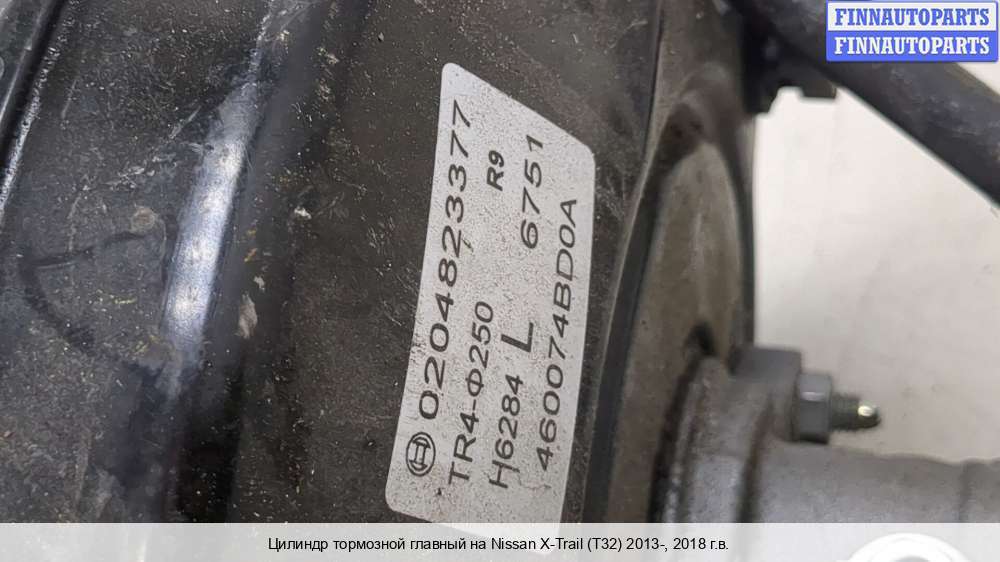 FINNAUTOPARTS
FINNAUTOPARTS
0204823377
TR4-Φ250 R9
H6284 L 6751
460074BD0A
Цилиндр тормозной главный на Nissan X-Trail (T32) 2013-, 2018 г.в.